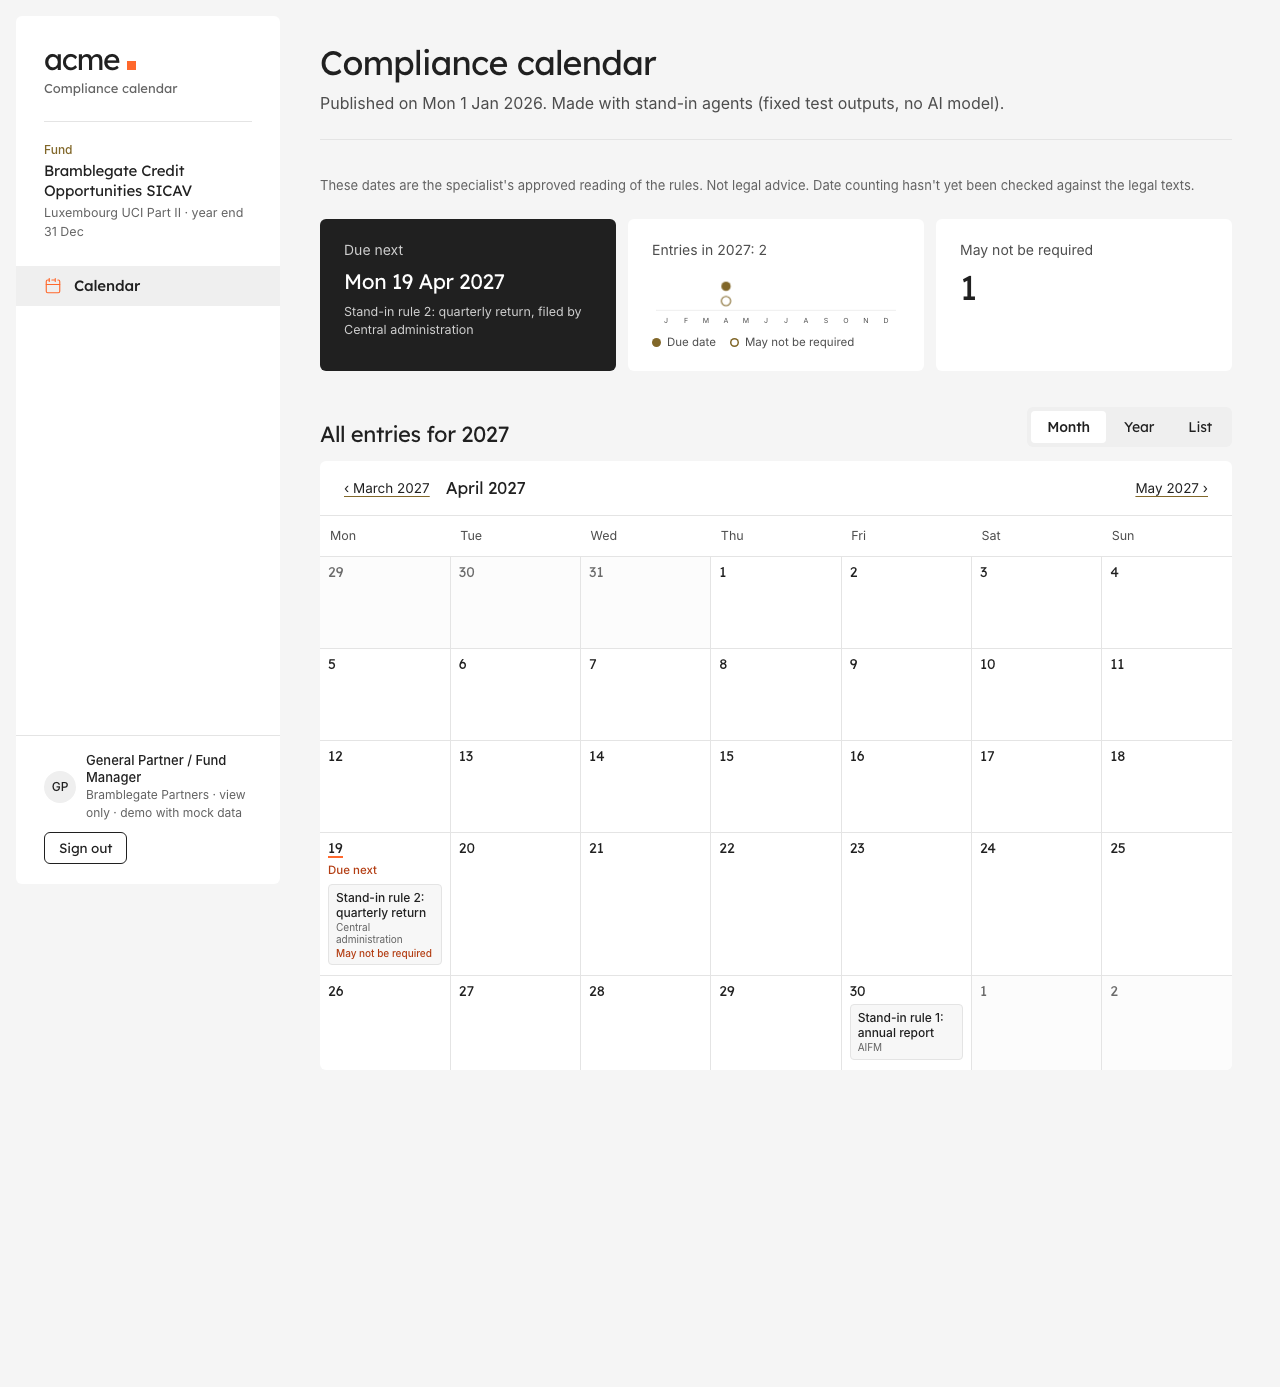 acme
Compliance calendar
Fund
Bramblegate Credit
Opportunities SICAV
Luxembourg UCI Part II · year end
31 Dec
Calendar
General Partner / Fund
Manager
GP
Bramblegate Partners · view
only · demo with mock data
Sign out
Compliance calendar
Published on Mon 1 Jan 2026. Made with stand-in agents (fixed test outputs, no AI model).
These dates are the specialist's approved reading of the rules. Not legal advice. Date counting hasn't yet been checked against the legal texts.
Due next
Mon 19 Apr 2027
Stand-in rule 2: quarterly return, filed by
Central administration
Entries in 2027: 2
J F M A M J J A S O N D
Due date May not be required
May not be required
1
All entries for 2027
Month Year List
‹ March 2027 April 2027 May 2027 ›
Mon Tue Wed Thu Fri Sat Sun
29 30 31 1 2 3 4
5 6 7 8 9 10 11
12 13 14 15 16 17 18
19 20 21 22 23 24 25
Due next
Stand-in rule 2:
quarterly return
Central
administration
May not be required
26 27 28 29 30 1 2
Stand-in rule 1:
annual report
AIFM